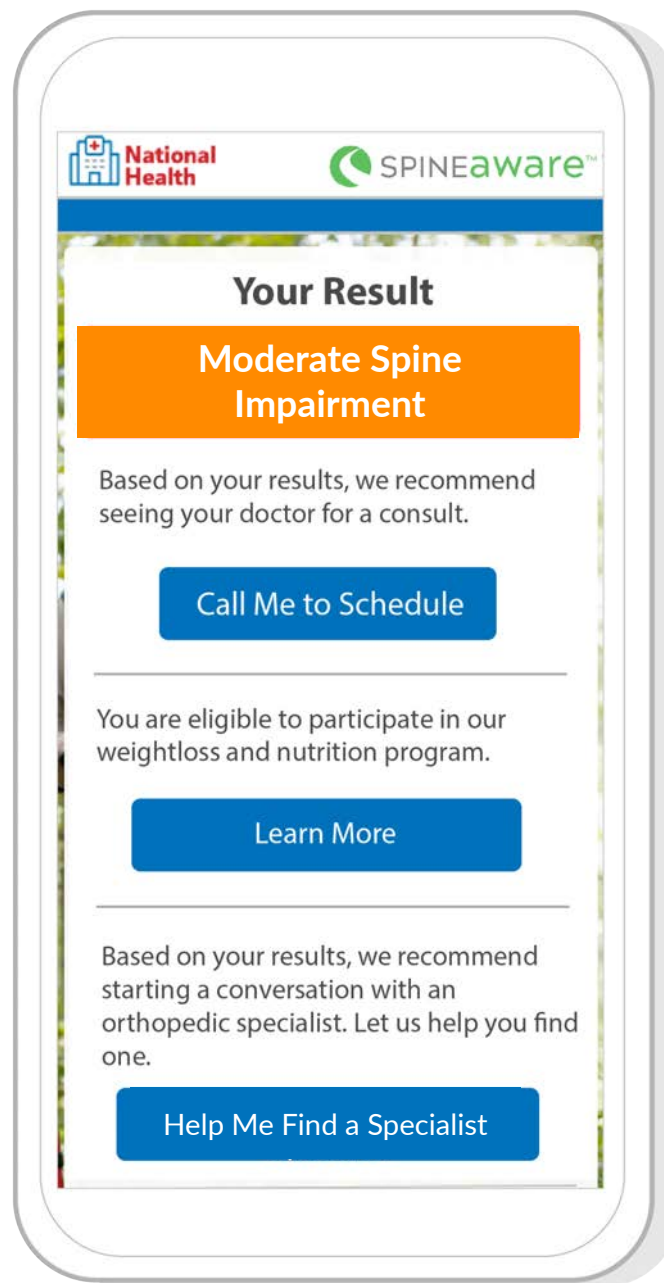 National
Health
SPINEaware™
Your Result
Moderate Spine
Impairment
Based on your results, we recommend
seeing your doctor for a consult.
Call Me to Schedule
You are eligible to participate in our
weightloss and nutrition program.
Learn More
Based on your results, we recommend
starting a conversation with an
orthopedic specialist. Let us help you find
one.
Help Me Find a Specialist